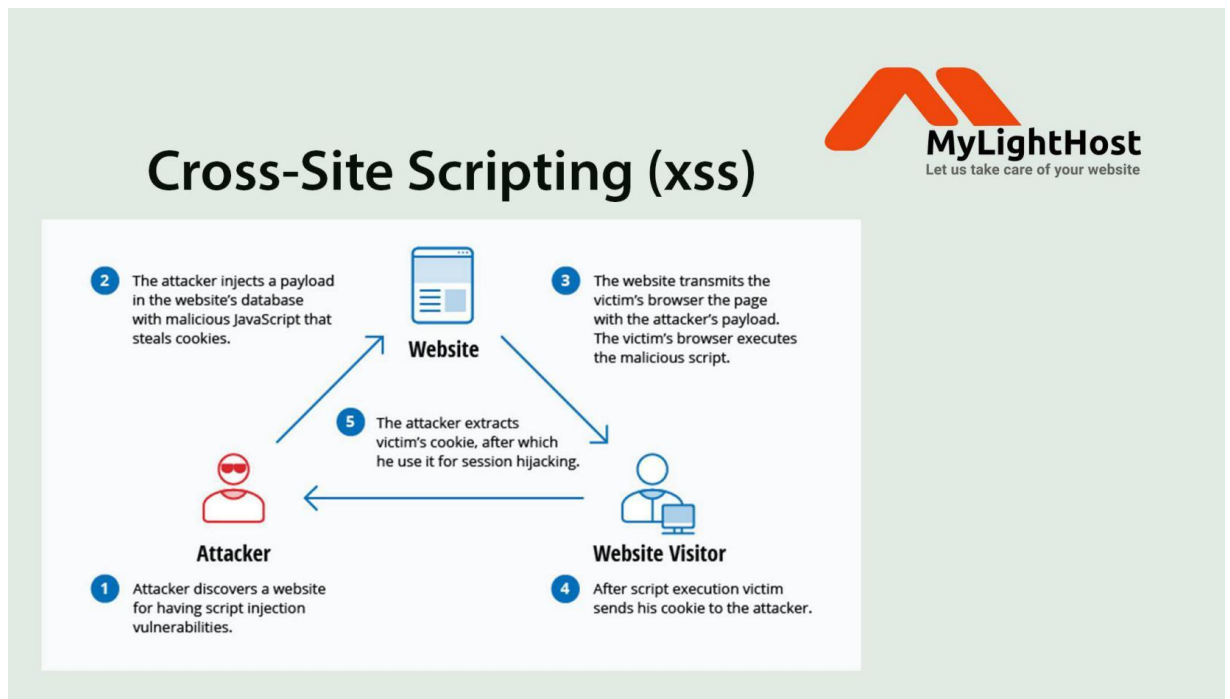 MyLightHost
Let us take care of your website
Cross-Site Scripting (xss)
2
The attacker injects a payload
in the website's database
with malicious JavaScript that
steals cookies.
Website
3
The website transmits the
victim's browser the page
with the attacker's payload.
The victim's browser executes
the malicious script.
5
The attacker extracts
victim's cookie, after which
he use it for session hijacking.
Attacker
1
Attacker discovers a website
for having script injection
vulnerabilities.
Website Visitor
4
After script execution victim
sends his cookie to the attacker.